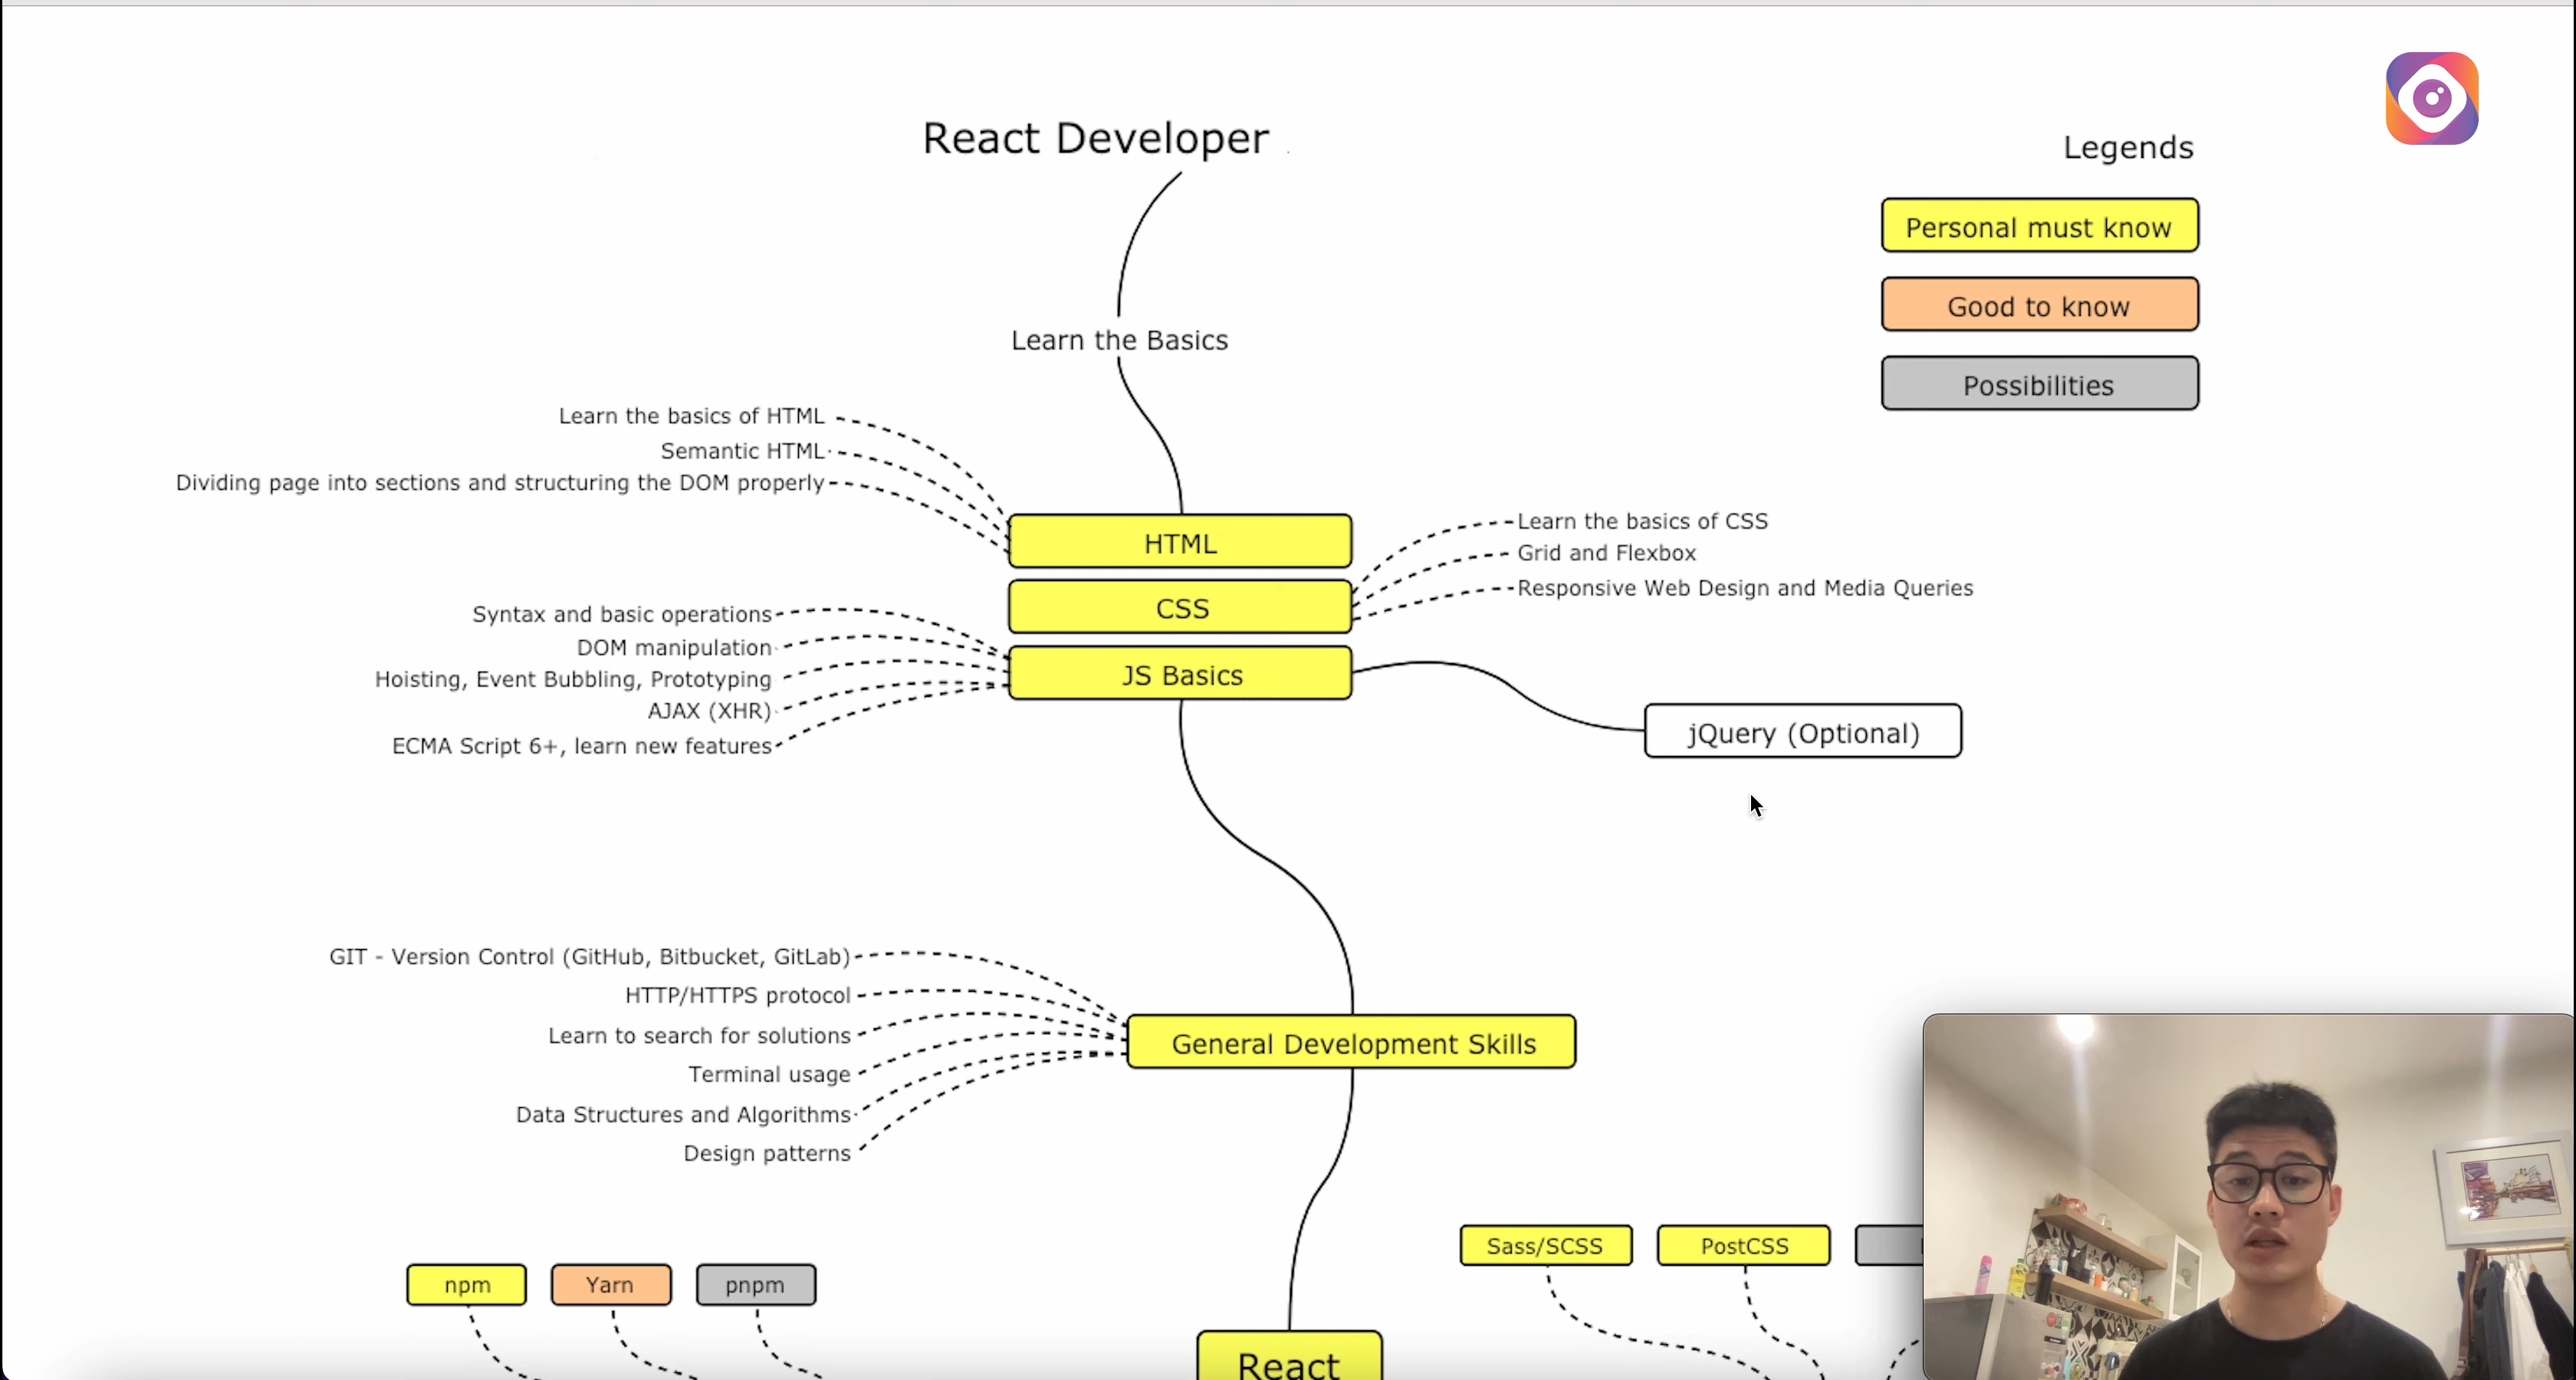 React Developer
Legends
Personal must know
Good to know
Possibilities
Learn the Basics
Learn the basics of HTML
Semantic HTML
Dividing page into sections and structuring the DOM properly
HTML
Learn the basics of CSS
Grid and Flexbox
Responsive Web Design and Media Queries
CSS
Syntax and basic operations
DOM manipulation
Hoisting, Event Bubbling, Prototyping
AJAX (XHR)
ECMA Script 6+, learn new features
JS Basics
jQuery (Optional)
GIT - Version Control (GitHub, Bitbucket, GitLab)
HTTP/HTTPS protocol
Learn to search for solutions
Terminal usage
Data Structures and Algorithms
Design patterns
General Development Skills
npm
Yarn
pnpm
Sass/SCSS
PostCSS
React